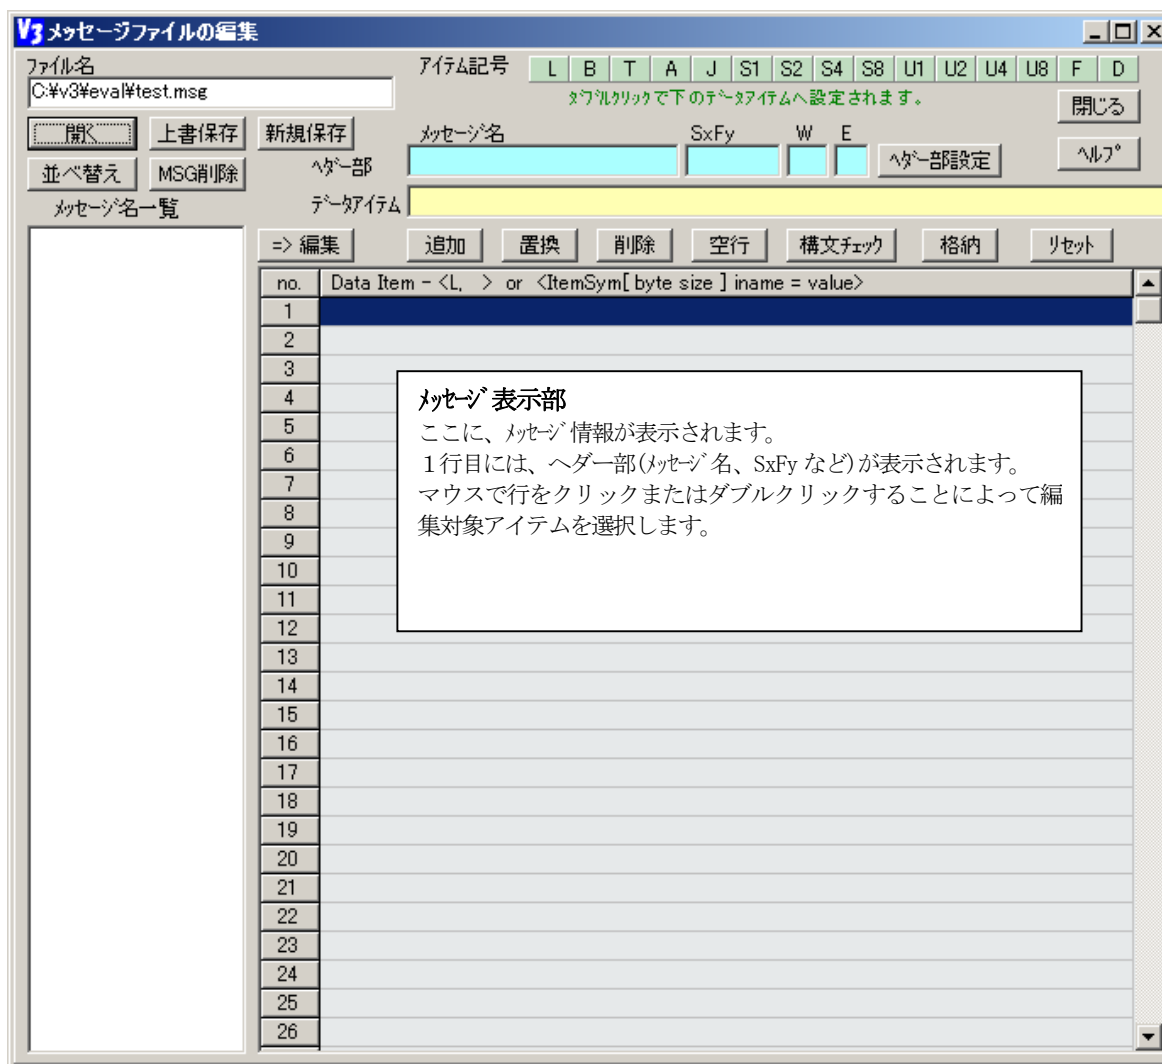 V3 メッセージファイルの編集
ファイル名
C:¥v3¥eval¥test.msg
アイテム記号 L B T A J S1 S2 S4 S8 U1 U2 U4 U8 F D
ﾀﾞﾌﾞﾙｸﾘｯｸで下のﾃﾞｰﾀｱｲﾃﾑへ設定されます。
閉じる
開く 上書保存 新規保存
ﾒｯｾｰｼﾞ名 SxFy W E
ﾍﾀﾞｰ部 ﾍﾀﾞｰ部設定 ﾍﾙﾌﾟ
並べ替え MSG削除
ﾒｯｾｰｼﾞ名一覧 ﾃﾞｰﾀｱｲﾃﾑ
=> 編集 追加 置換 削除 空行 構文ﾁｪｯｸ 格納 ﾘｾｯﾄ
no. Data Item - <L, > or <ItemSym[ byte size ] iname = value>
1
2
3
4
5
6
7
8
9
10
11
12
13
14
15
16
17
18
19
20
21
22
23
24
25
26
ﾒｯｾｰｼﾞ表示部
ここに、ﾒｯｾｰｼﾞ情報が表示されます。
１行目には、ヘダー部(ﾒｯｾｰｼﾞ名、SxFy など)が表示されます。
マウスで行をクリックまたはダブルクリックすることによって編
集対象アイテムを選択します。